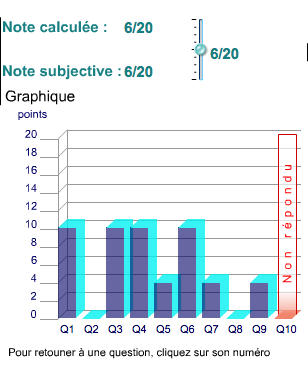 Note calculée : 6/20
6/20
Note subjective : 6/20
Graphique
points
20
18
16
14
12
10
8
6
4
2
0
Non répondu
Q1 Q2 Q3 Q4 Q5 Q6 Q7 Q8 Q9 Q10
Pour retouner à une question, cliquez sur son numéro